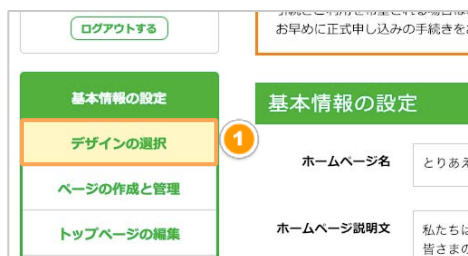 ログアウトする
お早めに正式申し込みの手続きをお
基本情報の設定
デザインの選択
1
ページの作成と管理
トップページの編集
基本情報の設定
ホームページ名
とりあえ
ホームページ説明文
私たちは
皆さまの